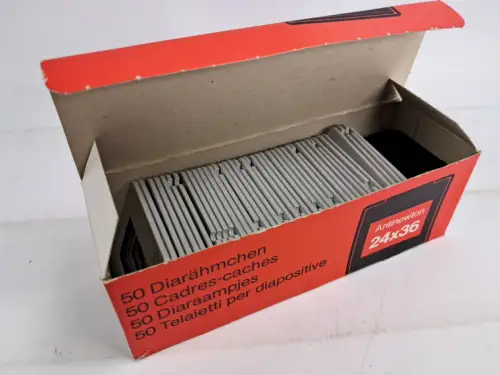 50 Diarähmchen
50 Cadres-caches
50 Diaraampjes
50 Telaietti per diapositive
Antinewton
24x36